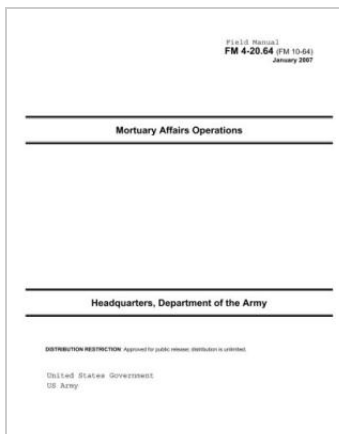 Field Manual
FM 4-20.64 (FM 10-64)
January 2007
Mortuary Affairs Operations
Headquarters, Department of the Army
DISTRIBUTION RESTRICTION Approved for public release; distribution is unlimited.
United States Government
US Army